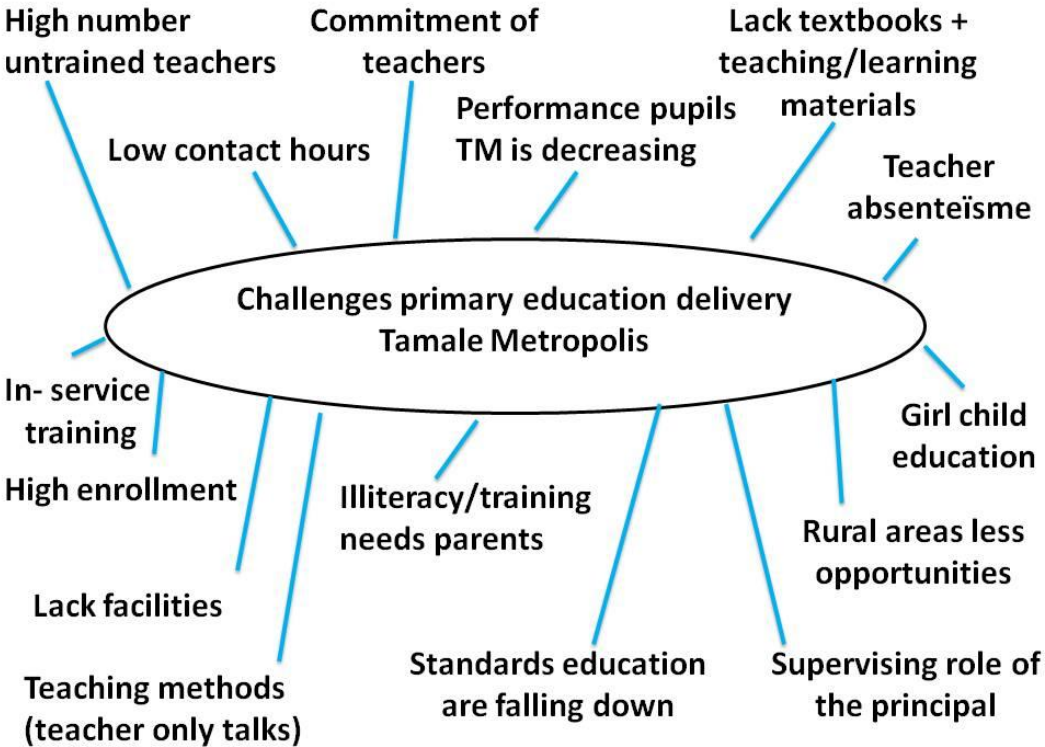 High number
untrained teachers
Commitment of
teachers
Lack textbooks +
teaching/learning
materials
Low contact hours
Performance pupils
TM is decreasing
Teacher
absenteïsme
Challenges primary education delivery
Tamale Metropolis
In- service
training
High enrollment
Lack facilities
Teaching methods
(teacher only talks)
Illiteracy/training
needs parents
Standards education
are falling down
Supervising role of
the principal
Rural areas less
opportunities
Girl child
education